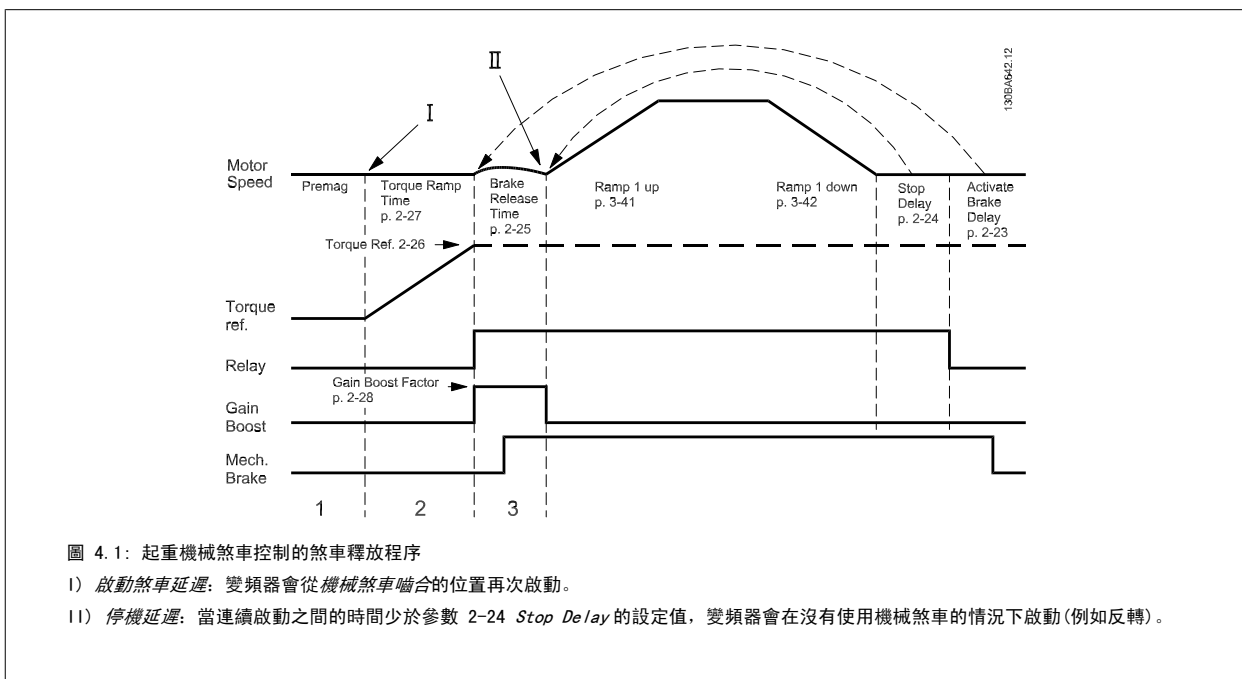 130BA642.12
II
I
Motor
Speed
Premag
Torque Ramp
Time
p. 2-27
Brake
Release
Time
p. 2-25
Ramp 1 up
p. 3-41
Ramp 1 down
p. 3-42
Stop
Delay
p. 2-24
Activate
Brake
Delay
p. 2-23
Torque Ref. 2-26
Torque
ref.
Relay
Gain Boost Factor
p. 2-28
Gain
Boost
Mech.
Brake
1 2 3
圖 4.1: 起重機械煞車控制的煞車釋放程序
I) 啟動煞車延遲: 變頻器會從機械煞車嚙合的位置再次啟動。
II) 停機延遲: 當連續啟動之間的時間少於參數 2-24 Stop Delay 的設定值, 變頻器會在沒有使用機械煞車的情況下啟動(例如反轉)。